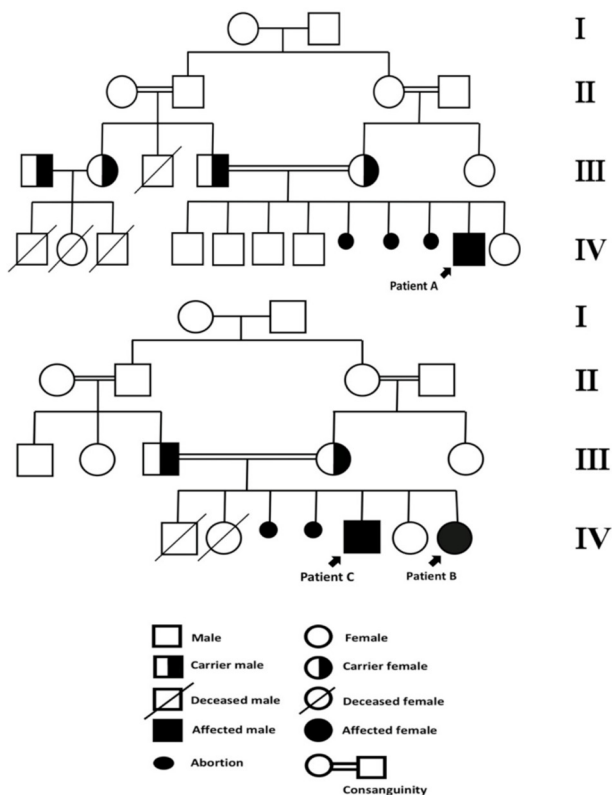 I
II
III
IV
Patient A
I
II
III
IV
Patient C
Patient B
Male
Female
Carrier male
Carrier female
Deceased male
Deceased female
Affected male
Affected female
Abortion
Consanguinity